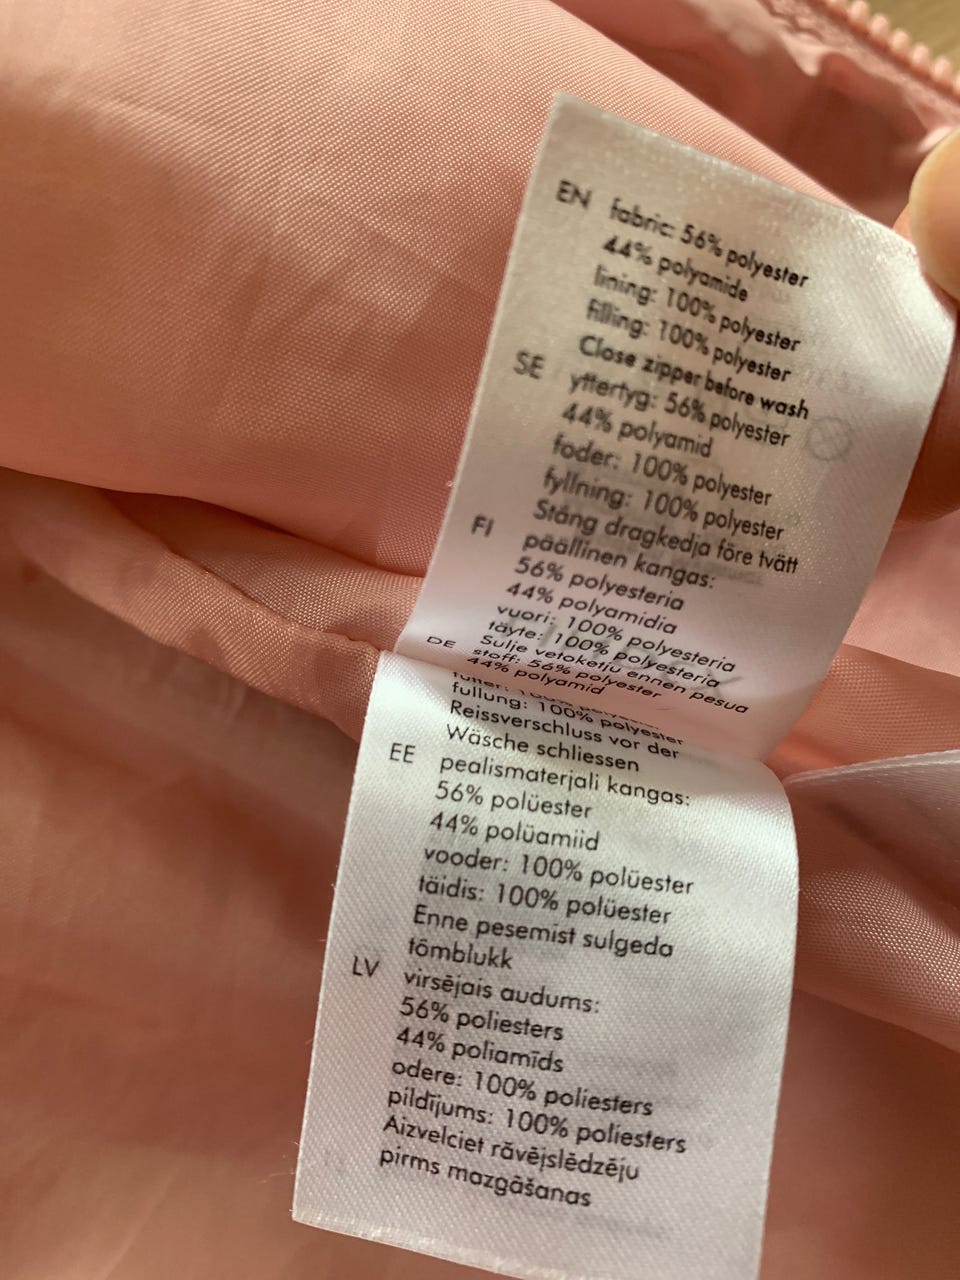 EN fabric: 56% polyester
44% polyamide
lining: 100% polyester
filling: 100% polyester
Close zipper before wash
SE yttertyg: 56% polyester
44% polyamid
foder: 100% polyester
fyllning: 100% polyester
Stäng dragkedja före tvätt
FI päällinen kangas:
56% polyesteria
44% polyamidia
vuori: 100% polyesteria
täyte: 100% polyesteria
Sulje vetoketju ennen pesua
DE stoff: 56% polyester
44% polyamid
futter: 100% polyester
fullung: 100% polyester
Reissverschluss vor der
Wäsche schliessen
EE pealismaterjali kangas:
56% polüester
44% polüamiid
vooder: 100% polüester
täidis: 100% polüester
Enne pesemist sulgeda
tõmblukk
LV virsējais audums:
56% poliesters
44% poliamīds
odere: 100% poliesters
pildījums: 100% poliesters
Aizvelciet rāvējslēdzēju
pirms mazgāšanas